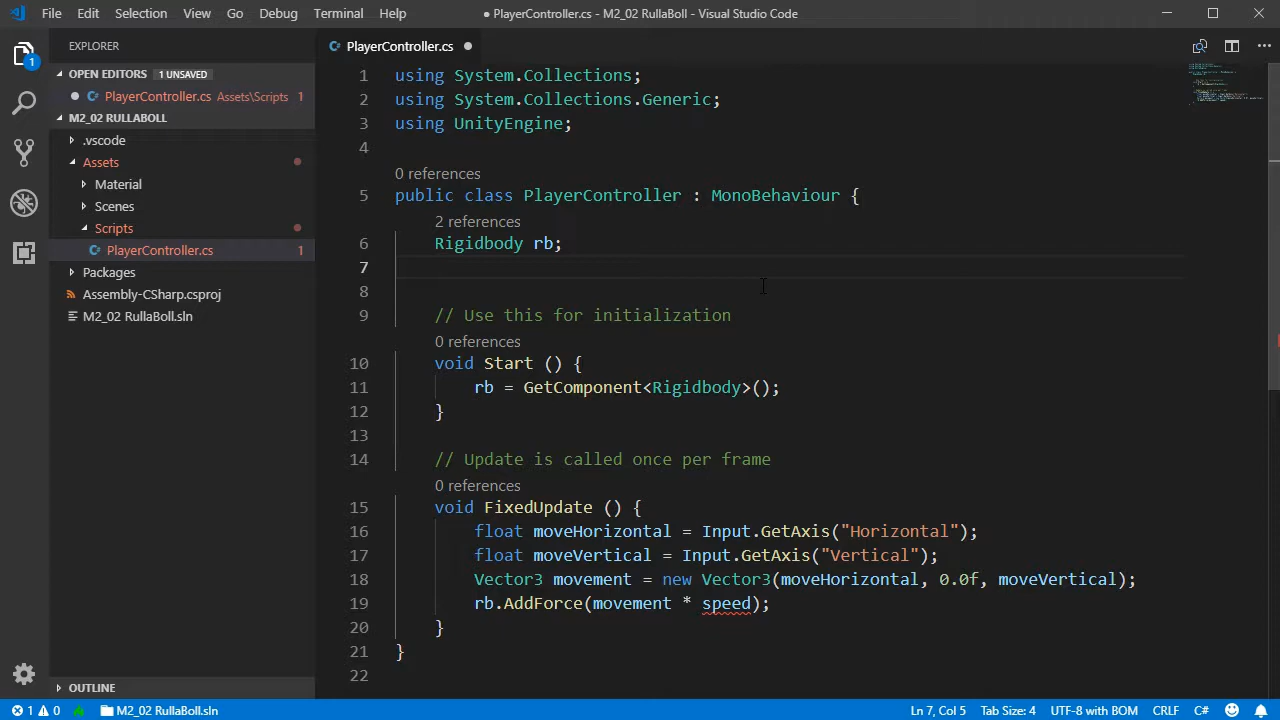 File Edit Selection View Go Debug Terminal Help
● PlayerController.cs - M2_02 RullaBoll - Visual Studio Code
EXPLORER
OPEN EDITORS 1 UNSAVED
PlayerController.cs Assets\Scripts 1
M2_02 RULLABOLL
.vscode
Assets
Material
Scenes
Scripts
PlayerController.cs 1
Packages
Assembly-CSharp.csproj
M2_02 RullaBoll.sln
OUTLINE
1
PlayerController.cs
1 using System.Collections;
2 using System.Collections.Generic;
3 using UnityEngine;
4
0 references
5 public class PlayerController : MonoBehaviour {
2 references
6 Rigidbody rb;
7
8
9 // Use this for initialization
0 references
10 void Start () {
11 rb = GetComponent<Rigidbody>();
12 }
13
14 // Update is called once per frame
0 references
15 void FixedUpdate () {
16 float moveHorizontal = Input.GetAxis("Horizontal");
17 float moveVertical = Input.GetAxis("Vertical");
18 Vector3 movement = new Vector3(moveHorizontal, 0.0f, moveVertical);
19 rb.AddForce(movement * speed);
20 }
21 }
22
1 0 M2_02 RullaBoll.sln
Ln 7, Col 5 Tab Size: 4 UTF-8 with BOM CRLF C#